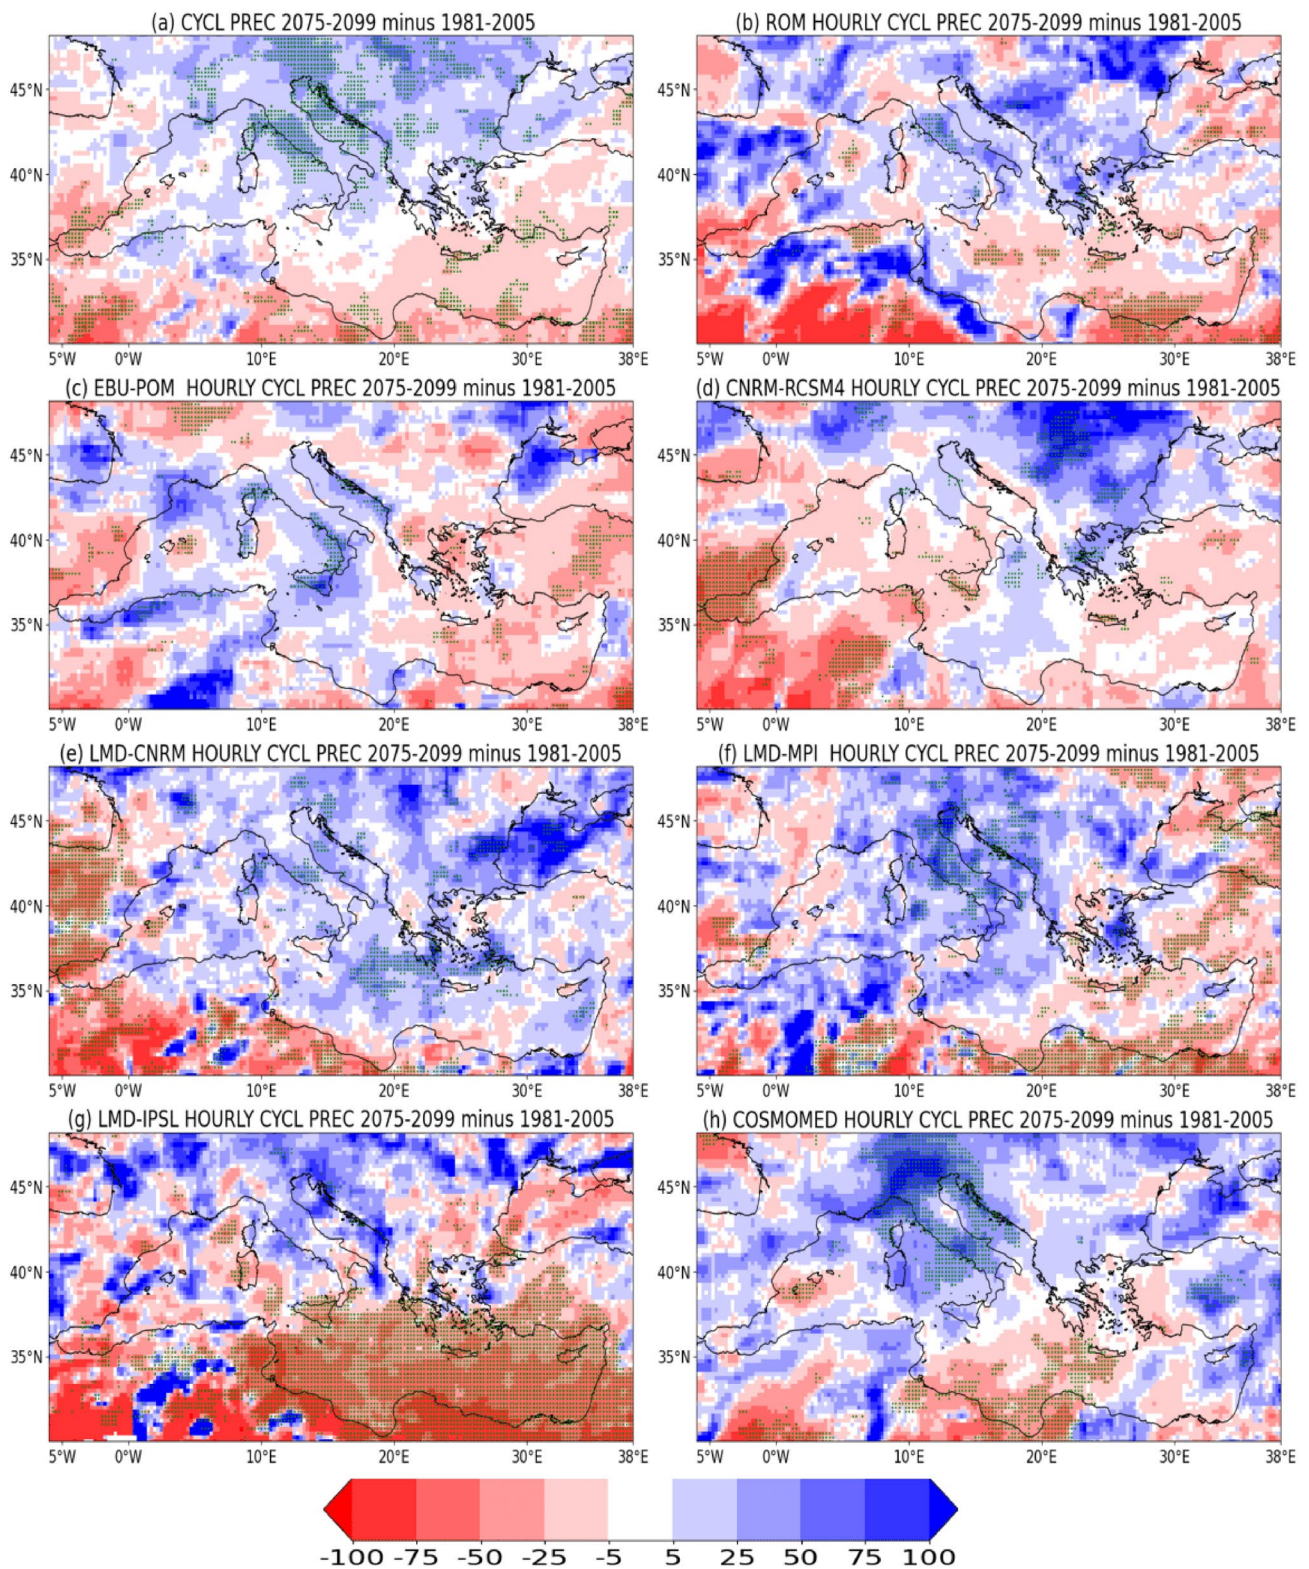 (a) CYCL PREC 2075-2099 minus 1981-2005
(b) ROM HOURLY CYCL PREC 2075-2099 minus 1981-2005
45°N
40°N
35°N
5°W 0°W 10°E 20°E 30°E 38°E
45°N
40°N
35°N
5°W 0°W 10°E 20°E 30°E 38°E
(c) EBU-POM HOURLY CYCL PREC 2075-2099 minus 1981-2005
(d) CNRM-RCSM4 HOURLY CYCL PREC 2075-2099 minus 1981-2005
45°N
40°N
35°N
5°W 0°W 10°E 20°E 30°E 38°E
45°N
40°N
35°N
5°W 0°W 10°E 20°E 30°E 38°E
(e) LMD-CNRM HOURLY CYCL PREC 2075-2099 minus 1981-2005
(f) LMD-MPI HOURLY CYCL PREC 2075-2099 minus 1981-2005
45°N
40°N
35°N
5°W 0°W 10°E 20°E 30°E 38°E
45°N
40°N
35°N
5°W 0°W 10°E 20°E 30°E 38°E
(g) LMD-IPSL HOURLY CYCL PREC 2075-2099 minus 1981-2005
(h) COSMOMED HOURLY CYCL PREC 2075-2099 minus 1981-2005
45°N
40°N
35°N
5°W 0°W 10°E 20°E 30°E 38°E
45°N
40°N
35°N
5°W 0°W 10°E 20°E 30°E 38°E
-100 -75 -50 -25 -5 5 25 50 75 100